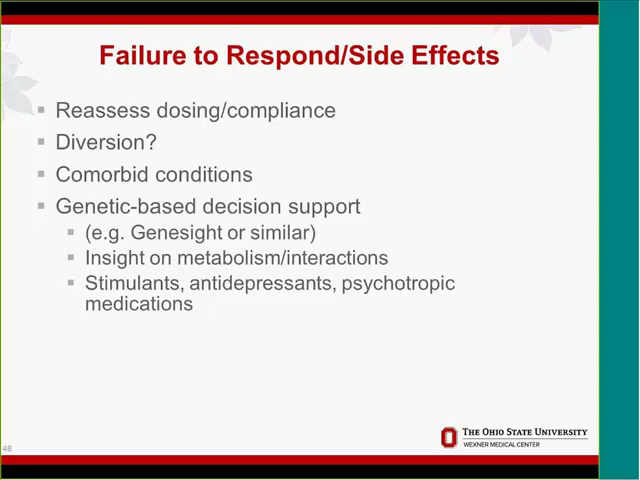 Failure to Respond/Side Effects
Reassess dosing/compliance
Diversion?
Comorbid conditions
Genetic-based decision support
(e.g. Genesight or similar)
Insight on metabolism/interactions
Stimulants, antidepressants, psychotropic
medications
THE OHIO STATE UNIVERSITY
WEXNER MEDICAL CENTER
48